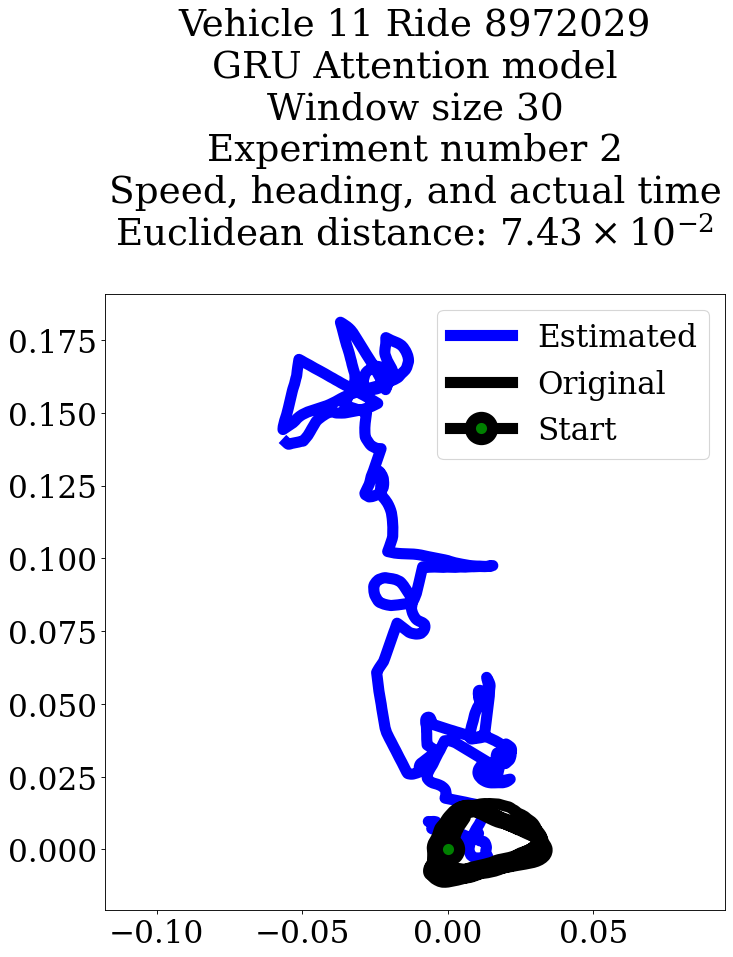 Vehicle 11 Ride 8972029
GRU Attention model
Window size 30
Experiment number 2
Speed, heading, and actual time
Euclidean distance: 7.43 × 10⁻²
Estimated
Original
Start
0.175
0.150
0.125
0.100
0.075
0.050
0.025
0.000
−0.10
−0.05
0.00
0.05